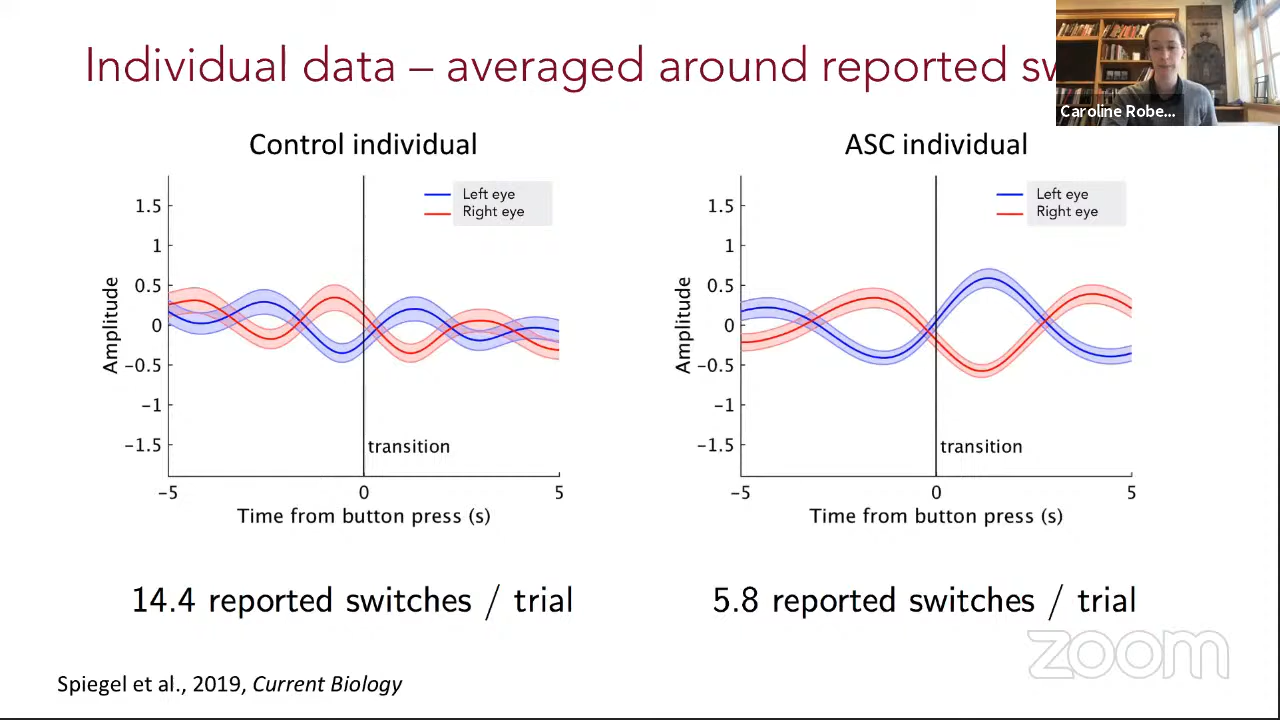 Individual data – averaged around reported sw
Caroline Robe...
Control individual
Left eye
Right eye
1.5
1
0.5
0
−0.5
−1
−1.5
Amplitude
transition
−5
0
5
Time from button press (s)
14.4 reported switches / trial
ASC individual
Left eye
Right eye
1.5
1
0.5
0
−0.5
−1
−1.5
Amplitude
transition
−5
0
5
Time from button press (s)
5.8 reported switches / trial
zoom
Spiegel et al., 2019, Current Biology